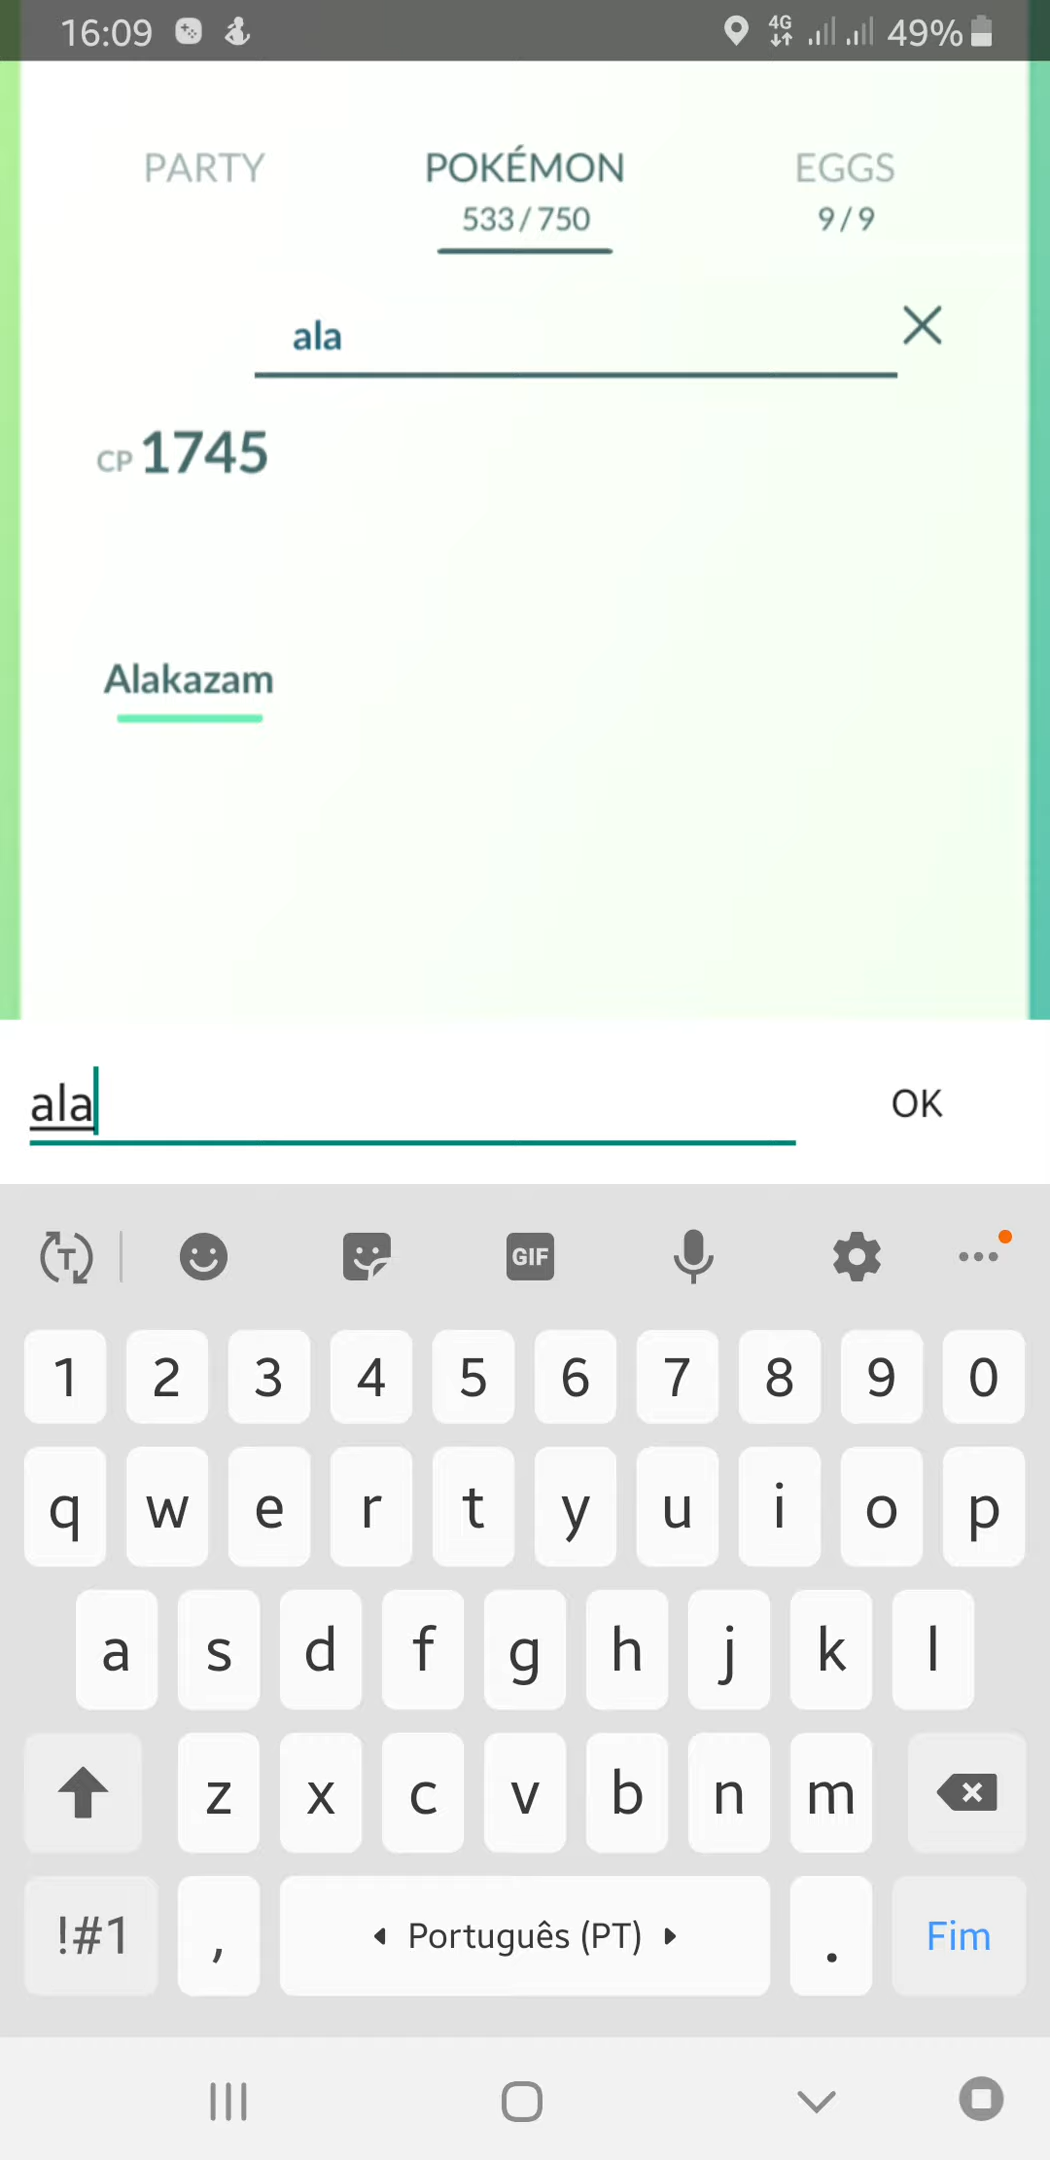 16:09 4G 49%
PARTY POKÉMON EGGS
533 / 750 9 / 9
ala
CP 1745
Alakazam
ala OK
T GIF
1 2 3 4 5 6 7 8 9 0
q w e r t y u i o p
a s d f g h j k l
z x c v b n m
!#1 , Português (PT) . Fim